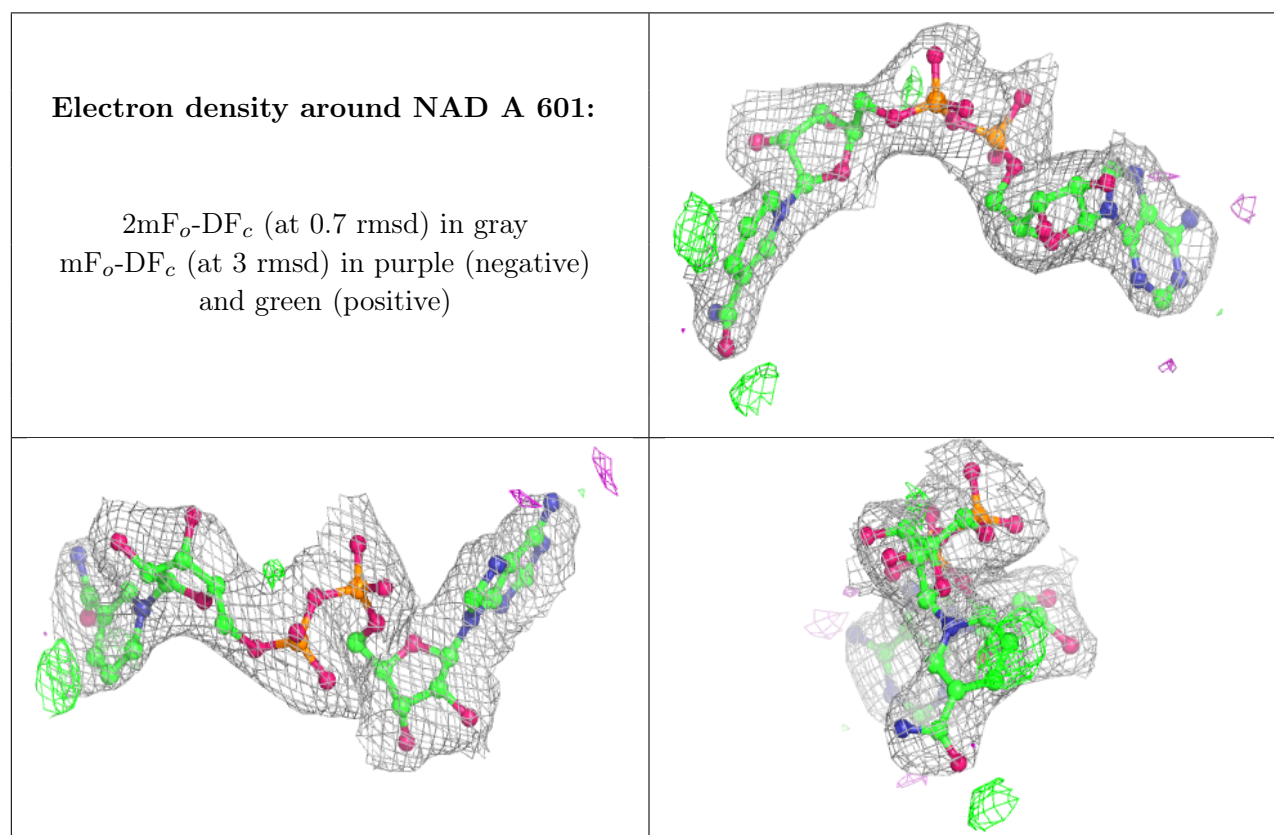 Electron density around NAD A 601:
2mFo-DFc (at 0.7 rmsd) in gray
mFo-DFc (at 3 rmsd) in purple (negative)
and green (positive)